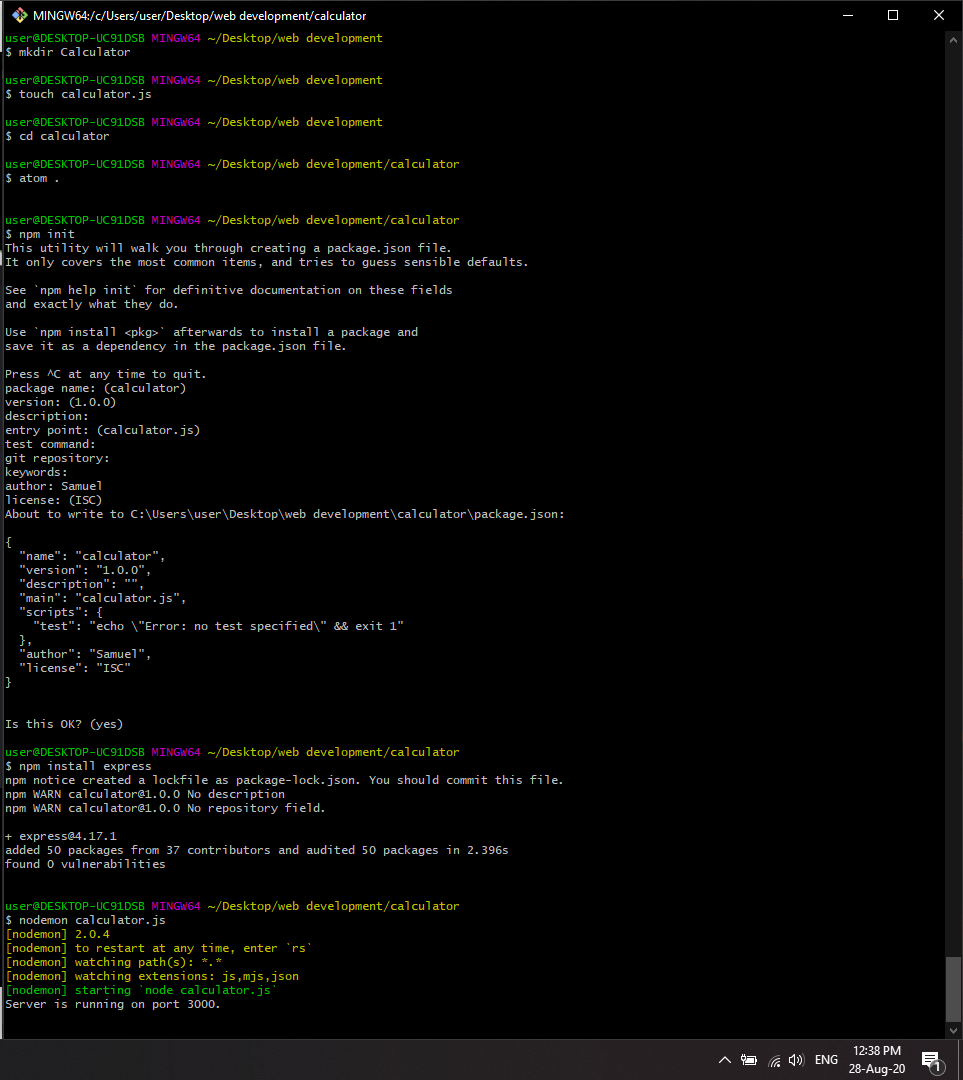 MINGW64:/c/Users/user/Desktop/web development/calculator
user@DESKTOP-UC91DSB MINGW64 ~/Desktop/web development
$ mkdir Calculator
user@DESKTOP-UC91DSB MINGW64 ~/Desktop/web development
$ touch calculator.js
user@DESKTOP-UC91DSB MINGW64 ~/Desktop/web development
$ cd calculator
user@DESKTOP-UC91DSB MINGW64 ~/Desktop/web development/calculator
$ atom .
user@DESKTOP-UC91DSB MINGW64 ~/Desktop/web development/calculator
$ npm init
This utility will walk you through creating a package.json file.
It only covers the most common items, and tries to guess sensible defaults.
See `npm help init` for definitive documentation on these fields
and exactly what they do.
Use `npm install <pkg>` afterwards to install a package and
save it as a dependency in the package.json file.
Press ^C at any time to quit.
package name: (calculator)
version: (1.0.0)
description:
entry point: (calculator.js)
test command:
git repository:
keywords:
author: Samuel
license: (ISC)
About to write to C:\Users\user\Desktop\web development\calculator\package.json:
{
  "name": "calculator",
  "version": "1.0.0",
  "description": "",
  "main": "calculator.js",
  "scripts": {
    "test": "echo \"Error: no test specified\" && exit 1"
  },
  "author": "Samuel",
  "license": "ISC"
}
Is this OK? (yes)
user@DESKTOP-UC91DSB MINGW64 ~/Desktop/web development/calculator
$ npm install express
npm notice created a lockfile as package-lock.json. You should commit this file.
npm WARN calculator@1.0.0 No description
npm WARN calculator@1.0.0 No repository field.
+ express@4.17.1
added 50 packages from 37 contributors and audited 50 packages in 2.396s
found 0 vulnerabilities
user@DESKTOP-UC91DSB MINGW64 ~/Desktop/web development/calculator
$ nodemon calculator.js
[nodemon] 2.0.4
[nodemon] to restart at any time, enter `rs`
[nodemon] watching path(s): *.*
[nodemon] watching extensions: js,mjs,json
[nodemon] starting `node calculator.js`
Server is running on port 3000.
ENG
12:38 PM
28-Aug-20
1